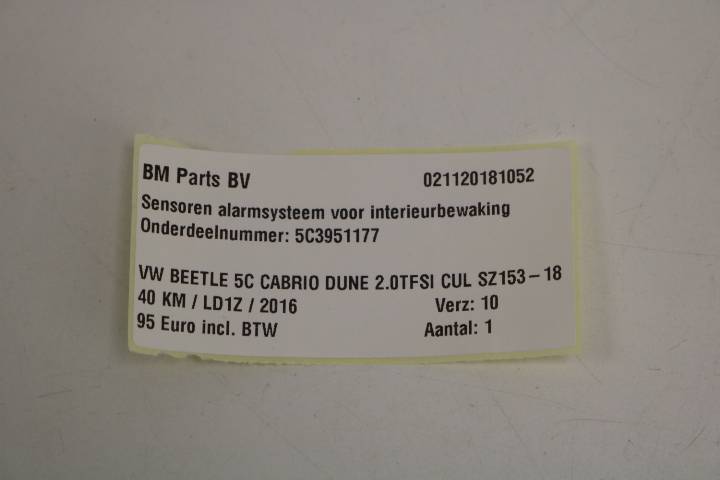 BM Parts BV 021120181052
Sensoren alarmsysteem voor interieurbewaking
Onderdeelnummer: 5C3951177
VW BEETLE 5C CABRIO DUNE 2.0TFSI CUL SZ153-18
40 KM / LD1Z / 2016 Verz: 10
95 Euro incl. BTW Aantal: 1